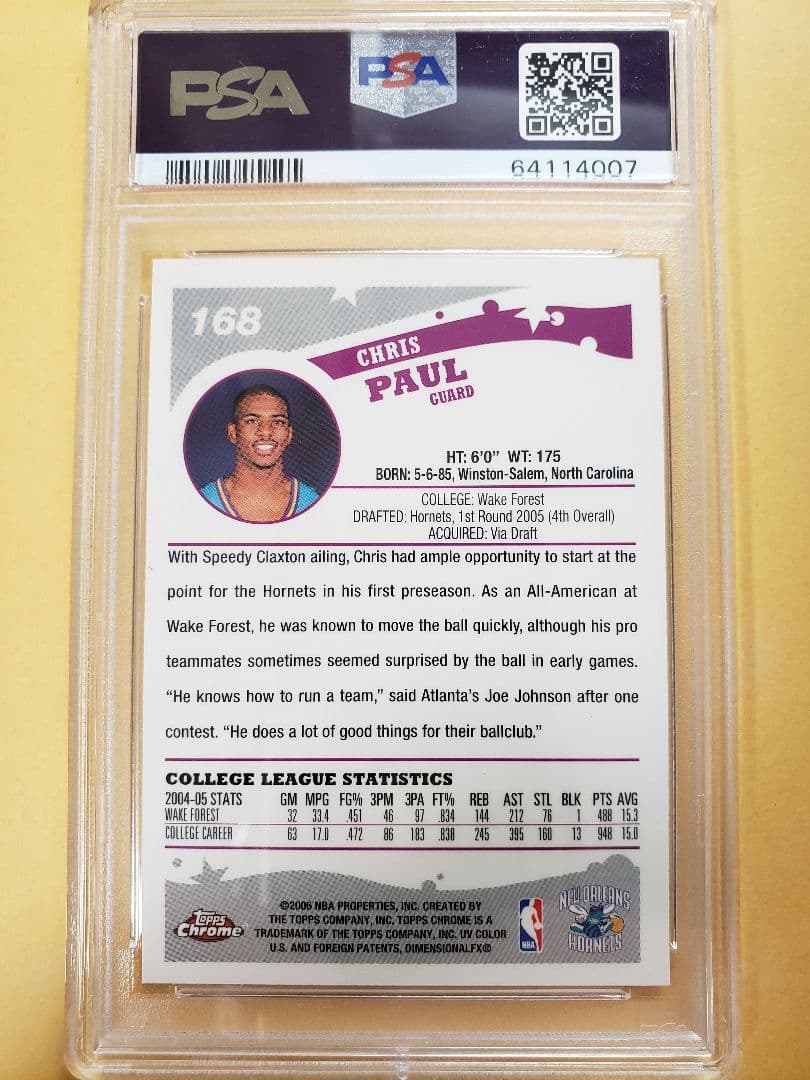 PSA PSA
64114007
168
CHRIS
PAUL
GUARD
HT: 6'0" WT: 175
BORN: 5-6-85, Winston-Salem, North Carolina
COLLEGE: Wake Forest
DRAFTED: Hornets, 1st Round 2005 (4th Overall)
ACQUIRED: Via Draft
With Speedy Claxton ailing, Chris had ample opportunity to start at the
point for the Hornets in his first preseason. As an All-American at
Wake Forest, he was known to move the ball quickly, although his pro
teammates sometimes seemed surprised by the ball in early games.
“He knows how to run a team,” said Atlanta's Joe Johnson after one
contest. “He does a lot of good things for their ballclub.”
COLLEGE LEAGUE STATISTICS
2004-05 STATS GM MPG FG% 3PM 3PA FT% REB AST STL BLK PTS AVG
WAKE FOREST 32 33.4 .451 46 97 .834 144 212 76 1 488 15.3
COLLEGE CAREER 63 17.0 .472 86 183 .838 245 395 160 13 948 15.0
©2006 NBA PROPERTIES, INC. CREATED BY
THE TOPPS COMPANY, INC. TOPPS CHROME IS A
TRADEMARK OF THE TOPPS COMPANY, INC. UV COLOR
U.S. AND FOREIGN PATENTS, DIMENSIONALFX®
Topps
Chrome
NBA
NEW ORLEANS
HORNETS